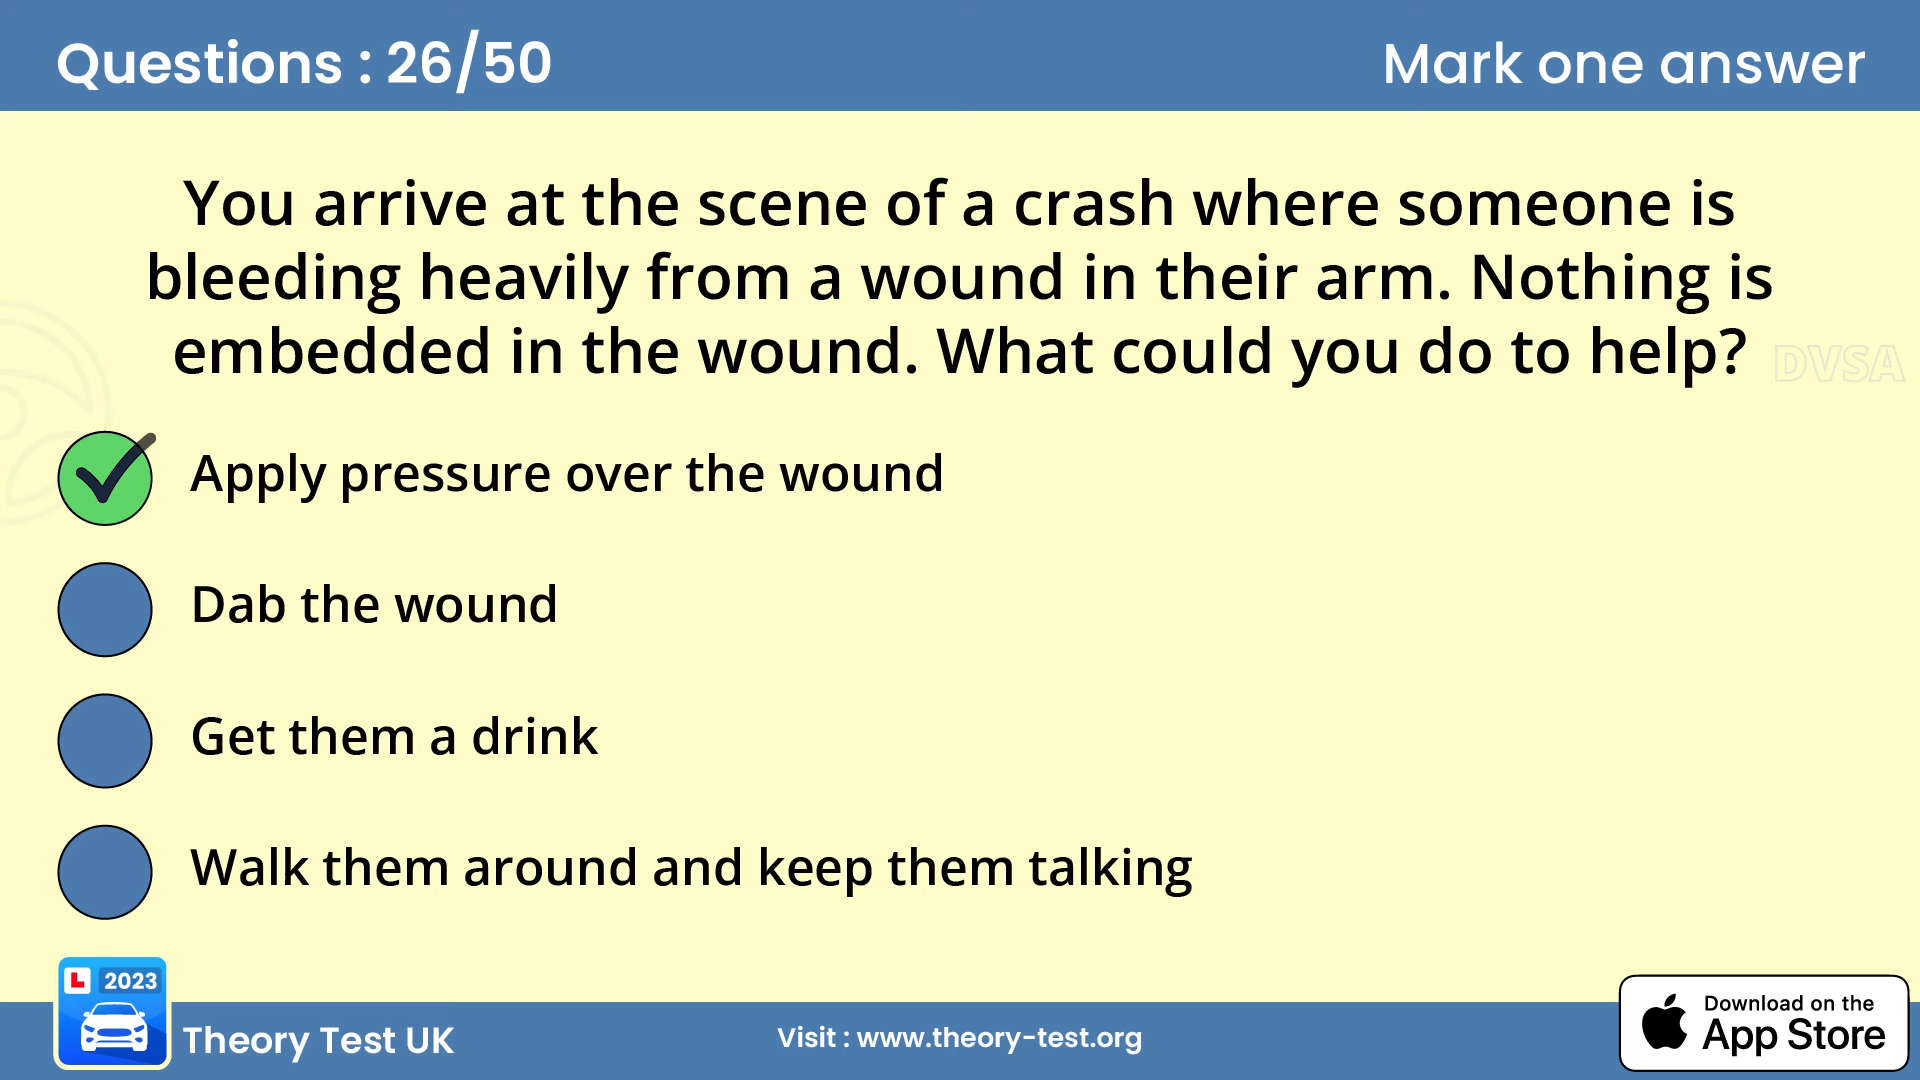 Questions : 26/50
Mark one answer
You arrive at the scene of a crash where someone is
bleeding heavily from a wound in their arm. Nothing is
embedded in the wound. What could you do to help?
DVSA
Apply pressure over the wound
Dab the wound
Get them a drink
Walk them around and keep them talking
L 2023
Theory Test UK
Visit : www.theory-test.org
Download on the
App Store